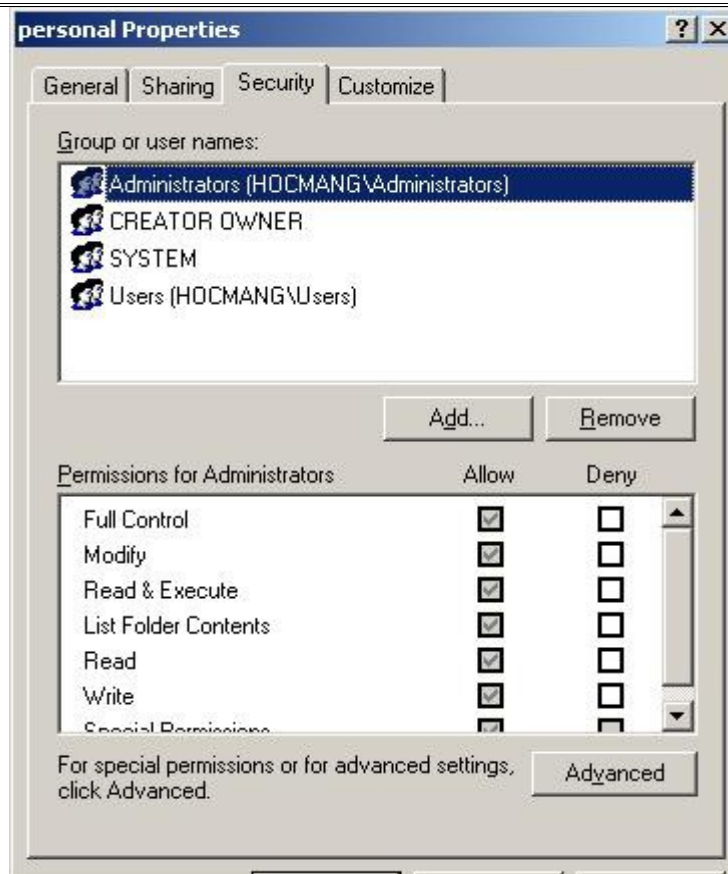 personal Properties
General Sharing Security Customize
Group or user names:
Administrators (HOCMANG\Administrators)
CREATOR OWNER
SYSTEM
Users (HOCMANG\Users)
Add... Remove
Permissions for Administrators Allow Deny
Full Control
Modify
Read & Execute
List Folder Contents
Read
Write
Special Permissions
For special permissions or for advanced settings, Advanced
click Advanced.